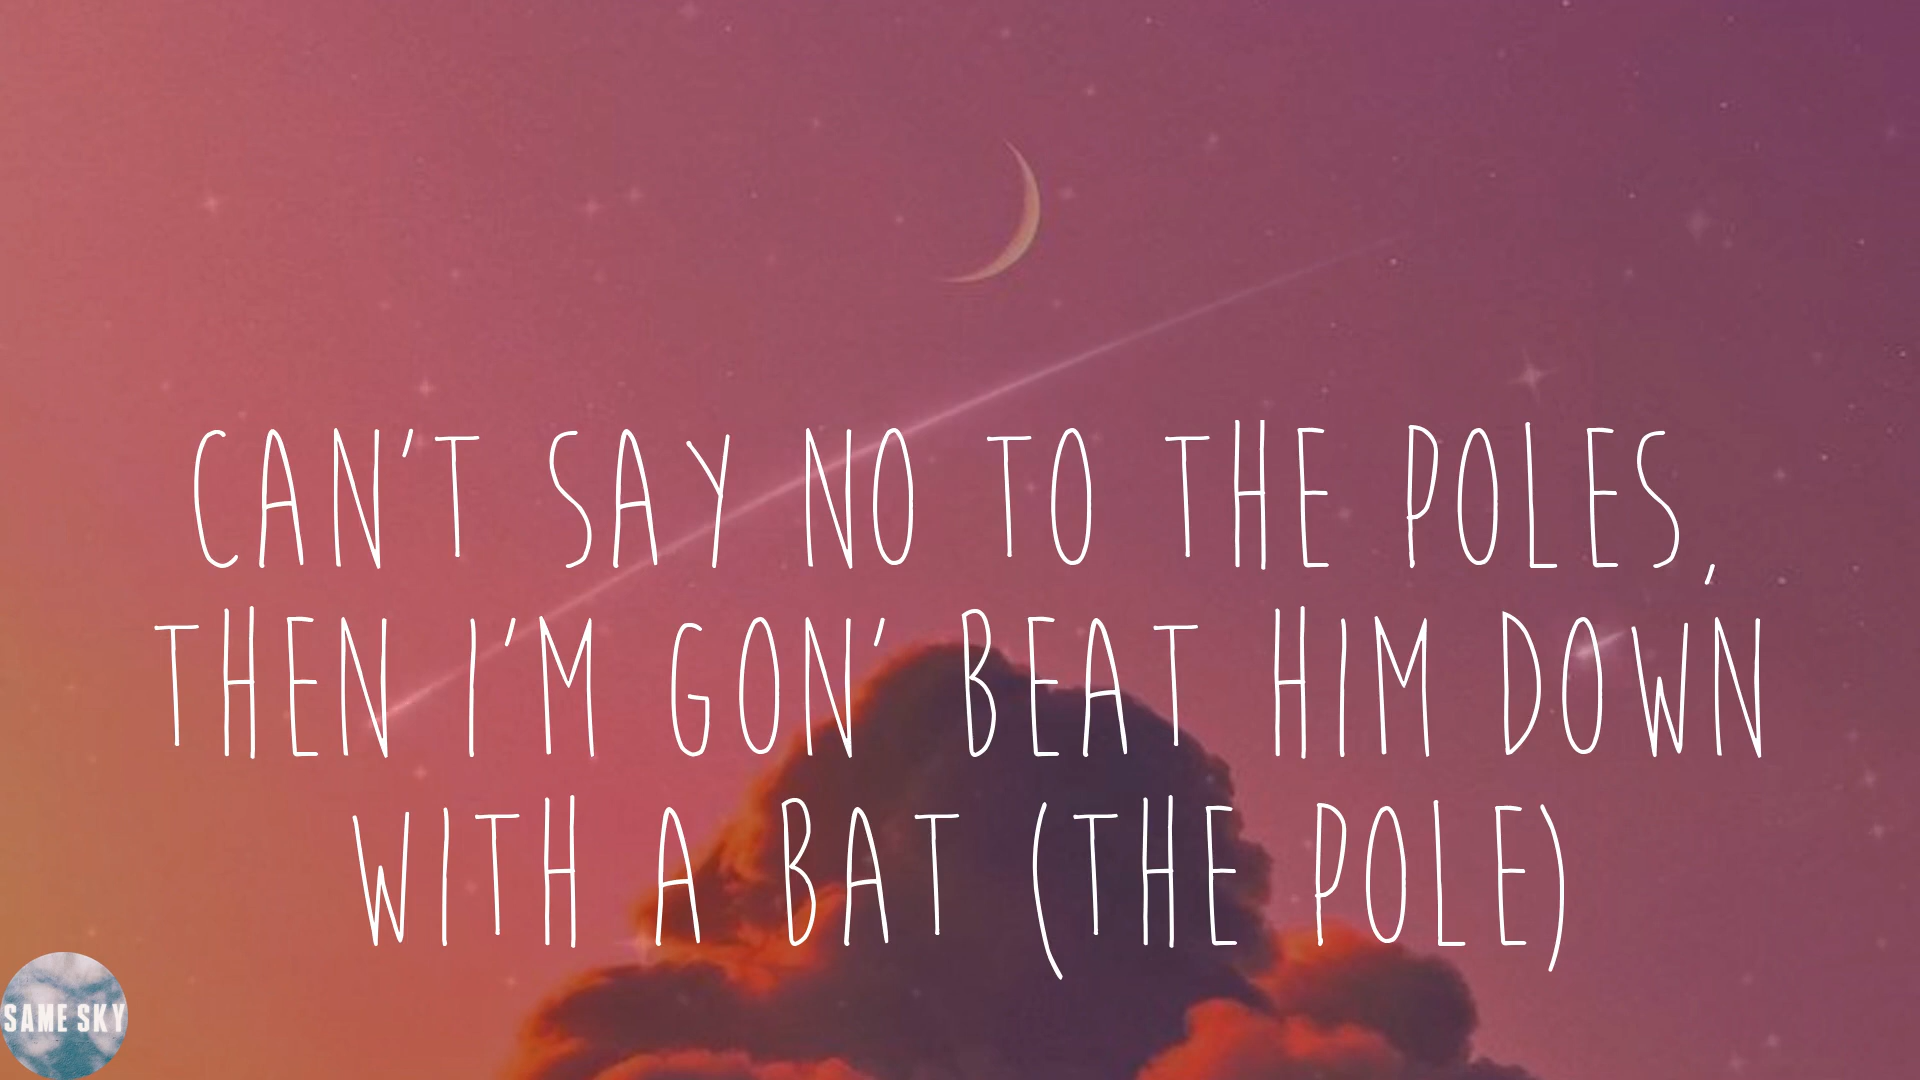 CAN'T SAY NO TO THE POLES,
THEN I'M GON' BEAT HIM DOWN
WITH A BAT (THE POLE)
SAME SKY